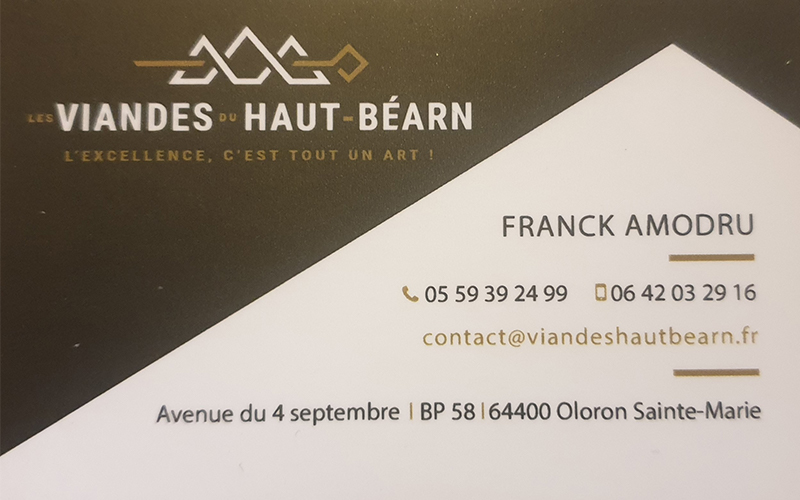 LES VIANDES DU HAUT-BÉARN
L'EXCELLENCE, C'EST TOUT UN ART !
FRANCK AMODRU
05 59 39 24 99 06 42 03 29 16
contact@viandeshautbearn.fr
Avenue du 4 septembre | BP 58 | 64400 Oloron Sainte-Marie